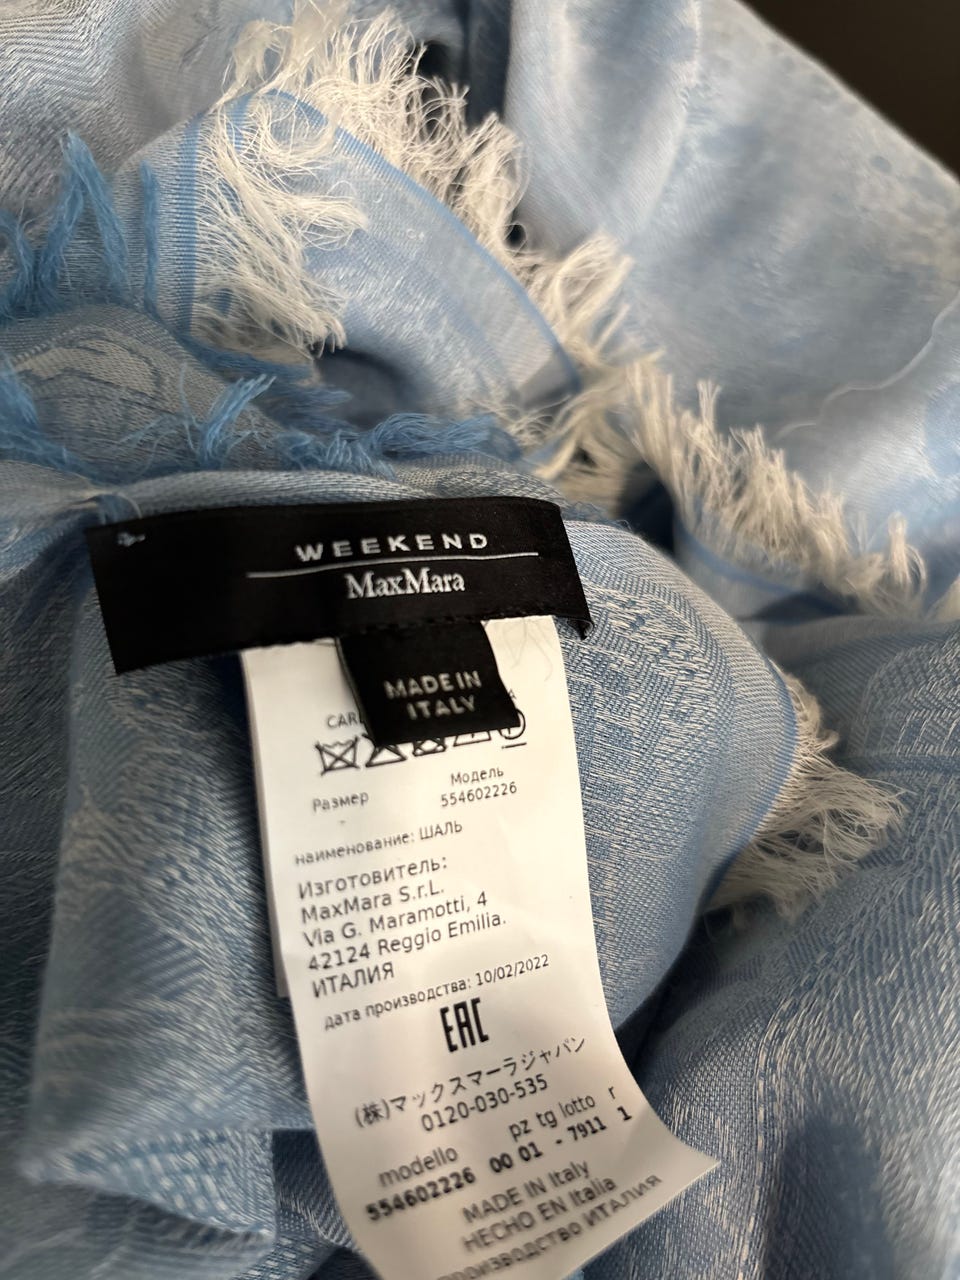 WEEKEND
MaxMara
MADE IN
ITALY
Размер
Модель
554602226
наименование: ШАЛЬ
Изготовитель:
MaxMara S.r.L.
Via G. Maramotti, 4
42124 Reggio Emilia.
ИТАЛИЯ
дата производства: 10/02/2022
EAC
(株)マックスマーラジャパン
0120-030-535
modello pz tg lotto r
554602226 00 01 - 7911 1
MADE IN Italy
HECHO EN Italia
ПРОИЗВОДСТВО ИТАЛИЯ